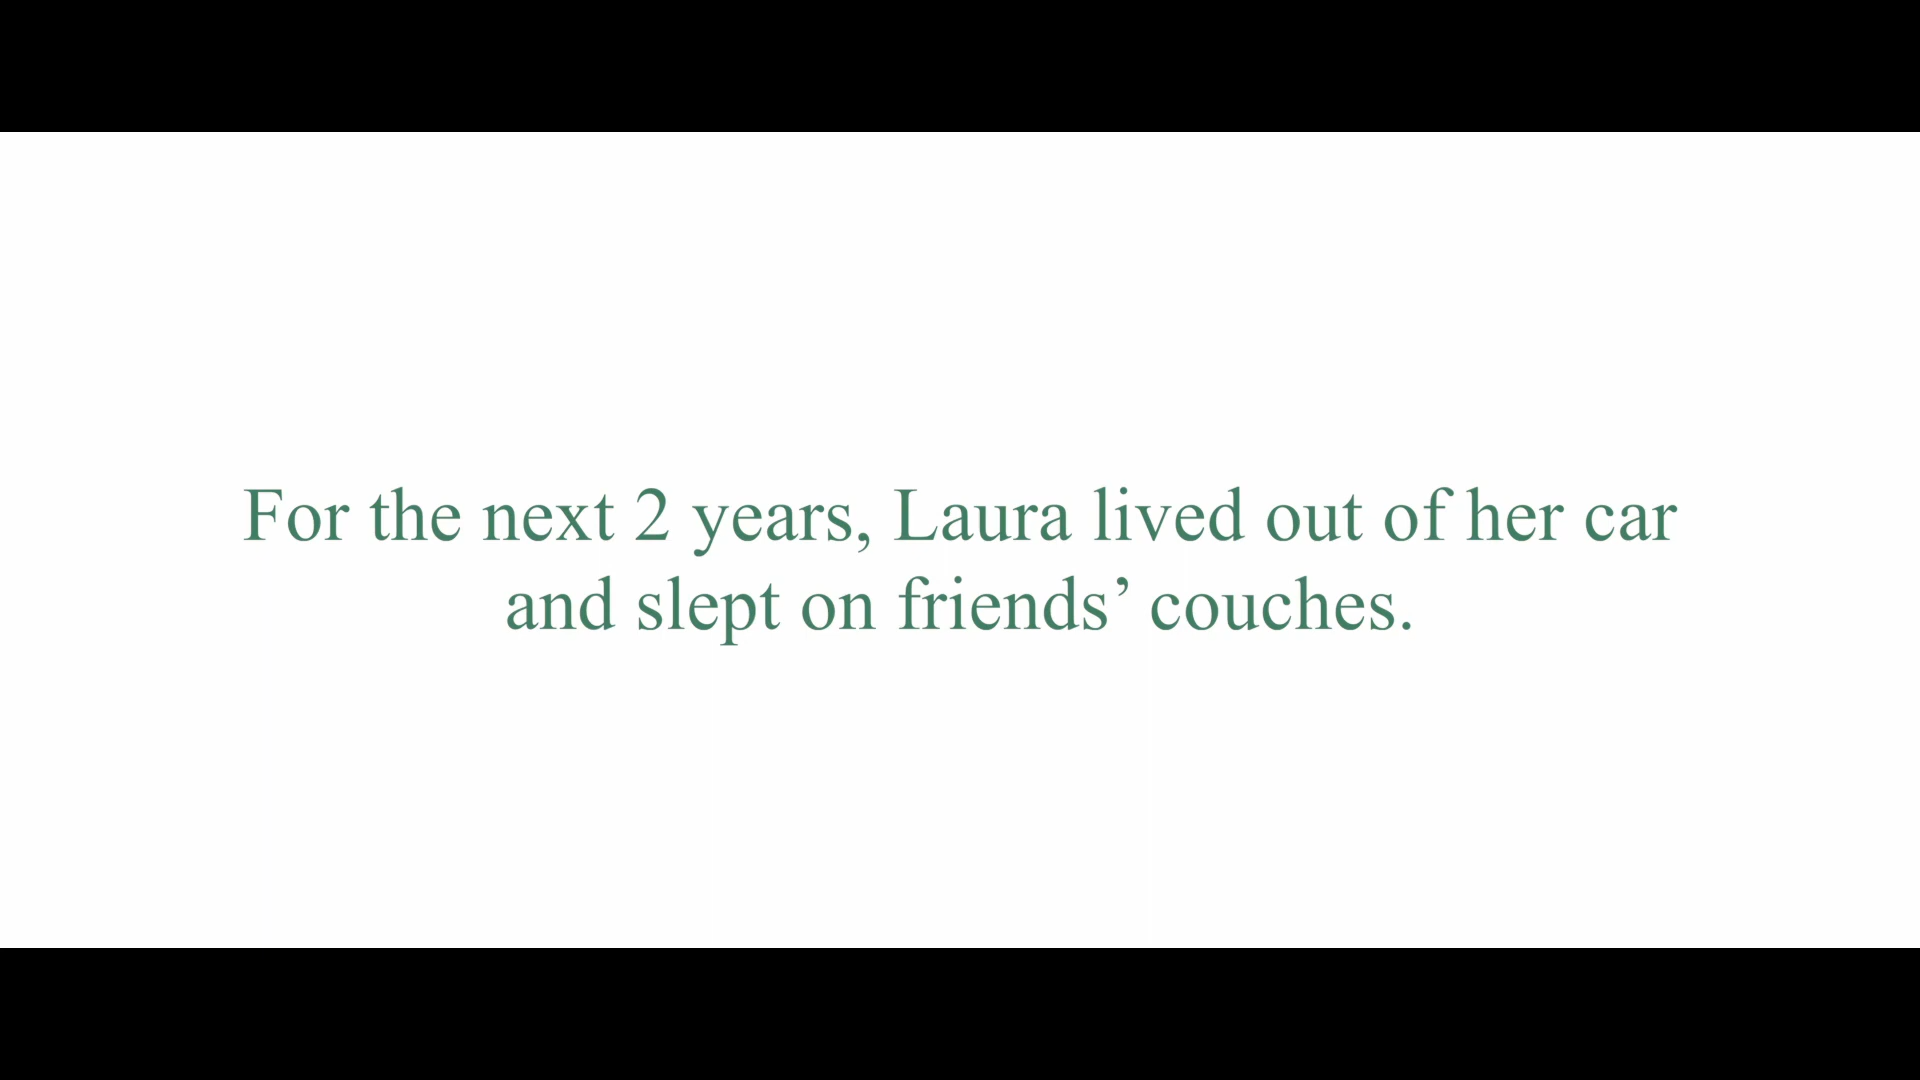 For the next 2 years, Laura lived out of her car
and slept on friends’ couches.